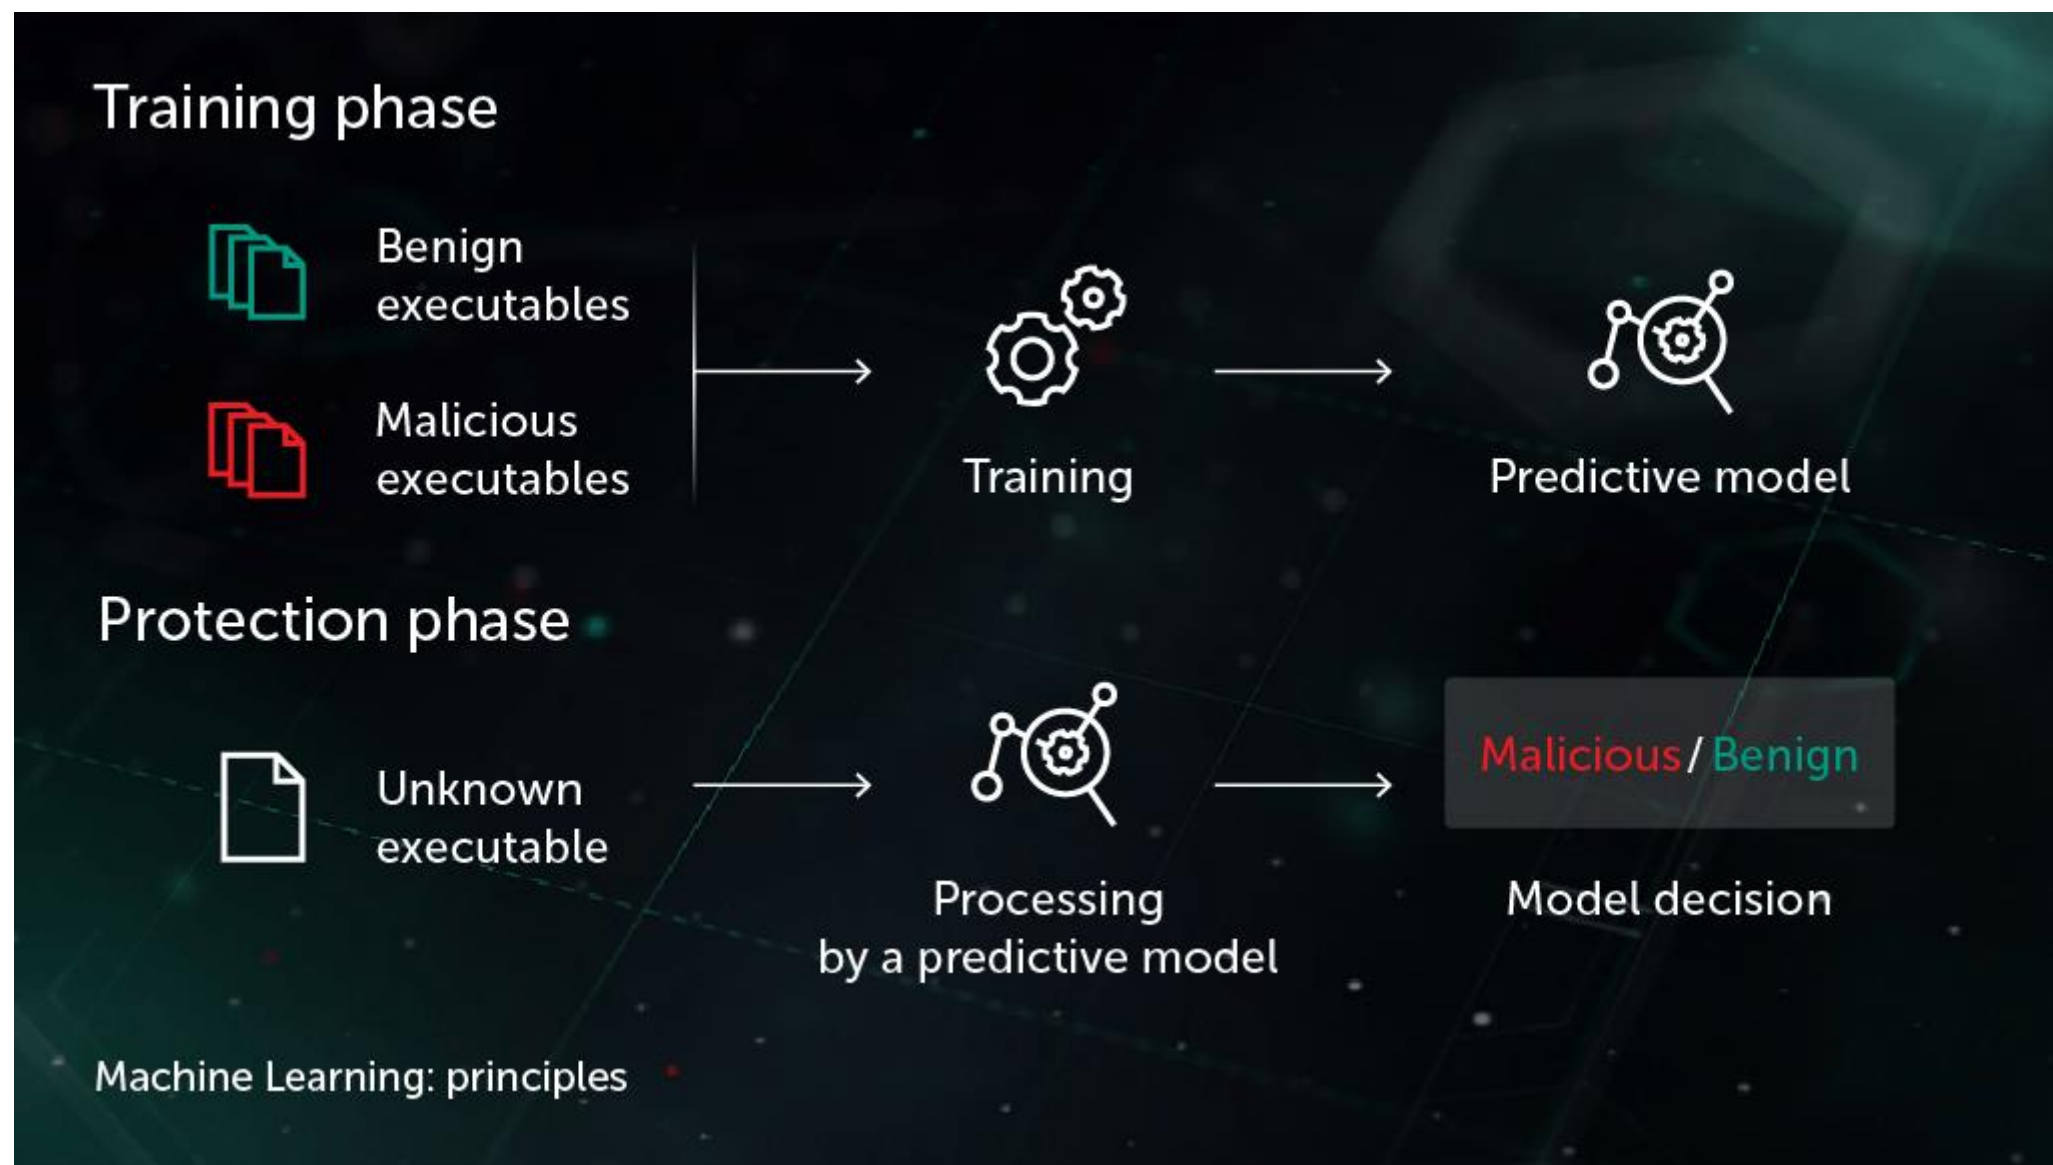 Training phase
Benign
executables
Malicious
executables
Training
Predictive model
Protection phase
Unknown
executable
Processing
by a predictive model
Malicious/Benign
Model decision
Machine Learning: principles